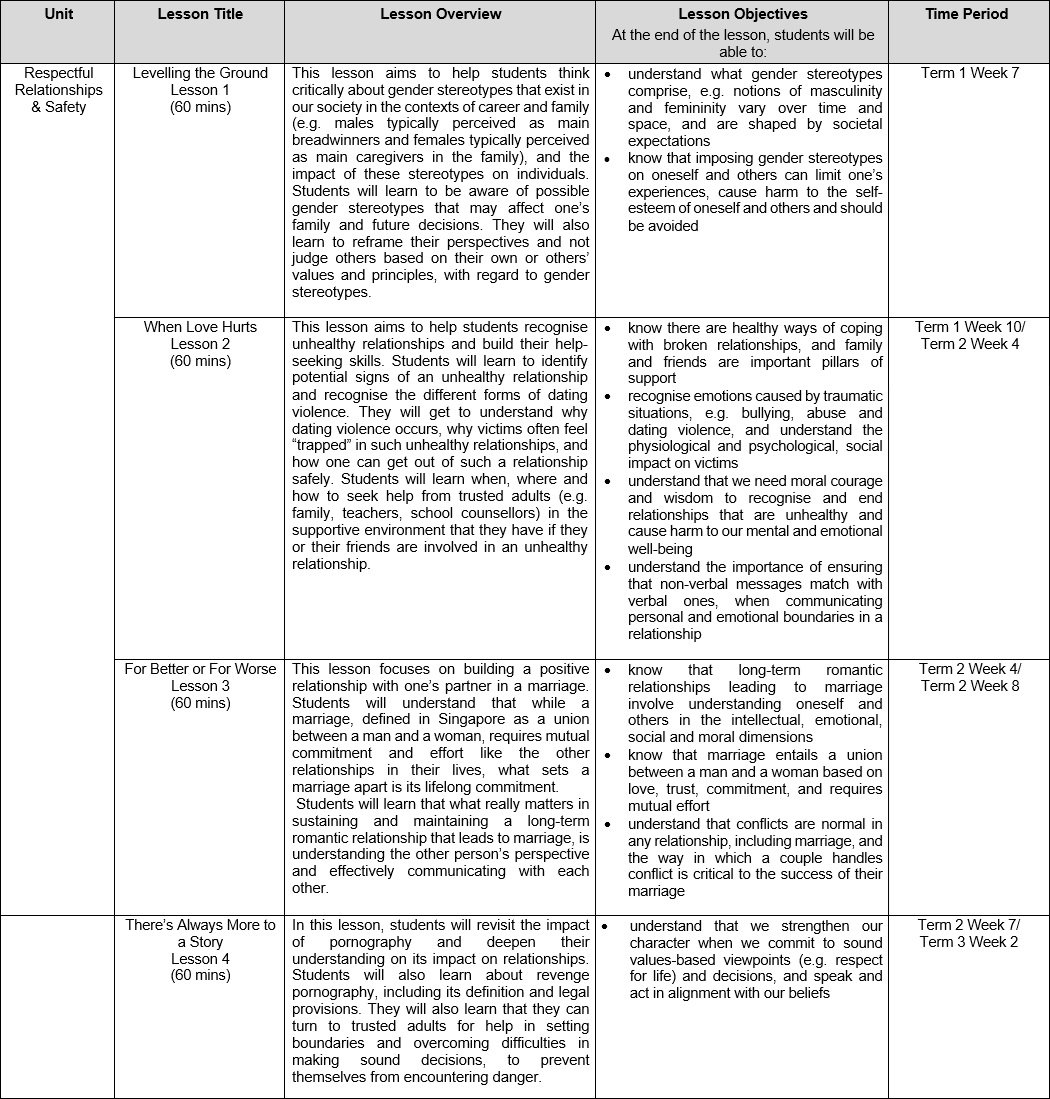 Unit
Lesson Title
Lesson Overview
Lesson Objectives
At the end of the lesson, students will be
able to:
Time Period
Respectful
Relationships
& Safety
Levelling the Ground
Lesson 1
(60 mins)
This lesson aims to help students think
critically about gender stereotypes that exist in
our society in the contexts of career and family
(e.g. males typically perceived as main
breadwinners and females typically perceived
as main caregivers in the family), and the
impact of these stereotypes on individuals.
Students will learn to be aware of possible
gender stereotypes that may affect one's
family and future decisions. They will also
learn to reframe their perspectives and not
judge others based on their own or others'
values and principles, with regard to gender
stereotypes.
• understand what gender stereotypes
comprise, e.g. notions of masculinity
and femininity vary over time and
space, and are shaped by societal
expectations
• know that imposing gender stereotypes
on oneself and others can limit one's
experiences, cause harm to the self-
esteem of oneself and others and should
be avoided
Term 1 Week 7
When Love Hurts
Lesson 2
(60 mins)
This lesson aims to help students recognise
unhealthy relationships and build their help-
seeking skills. Students will learn to identify
potential signs of an unhealthy relationship
and recognise the different forms of dating
violence. They will get to understand why
dating violence occurs, why victims often feel
"trapped" in such unhealthy relationships, and
how one can get out of such a relationship
safely. Students will learn when, where and
how to seek help from trusted adults (e.g.
family, teachers, school counsellors) in the
supportive environment that they have if they
or their friends are involved in an unhealthy
relationship.
• know there are healthy ways of coping
with broken relationships, and family
and friends are important pillars of
support
• recognise emotions caused by traumatic
situations, e.g. bullying, abuse and
dating violence, and understand the
physiological and psychological, social
impact on victims
• understand that we need moral courage
and wisdom to recognise and end
relationships that are unhealthy and
cause harm to our mental and emotional
well-being
• understand the importance of ensuring
that non-verbal messages match with
verbal ones, when communicating
personal and emotional boundaries in a
relationship
Term 1 Week 10/
Term 2 Week 4
For Better or For Worse
Lesson 3
(60 mins)
This lesson focuses on building a positive
relationship with one's partner in a marriage.
Students will understand that while a
marriage, defined in Singapore as a union
between a man and a woman, requires mutual
commitment and effort like the other
relationships in their lives, what sets a
marriage apart is its lifelong commitment.
Students will learn that what really matters in
sustaining and maintaining a long-term
romantic relationship that leads to marriage, is
understanding the other person's perspective
and effectively communicating with each
other.
• know that long-term romantic
relationships leading to marriage
involve understanding oneself and
others in the intellectual, emotional,
social and moral dimensions
• know that marriage entails a union
between a man and a woman based on
love, trust, commitment, and requires
mutual effort
• understand that conflicts are normal in
any relationship, including marriage, and
the way in which a couple handles
conflict is critical to the success of their
marriage
Term 2 Week 4/
Term 2 Week 8
There's Always More to
a Story
Lesson 4
(60 mins)
In this lesson, students will revisit the impact
of pornography and deepen their
understanding on its impact on relationships.
Students will also learn about revenge
pornography, including its definition and legal
provisions. They will also learn that they can
turn to trusted adults for help in setting
boundaries and overcoming difficulties in
making sound decisions, to prevent
themselves from encountering danger.
• understand that we strengthen our
character when we commit to sound
values-based viewpoints (e.g. respect
for life) and decisions, and speak and
act in alignment with our beliefs
Term 2 Week 7/
Term 3 Week 2